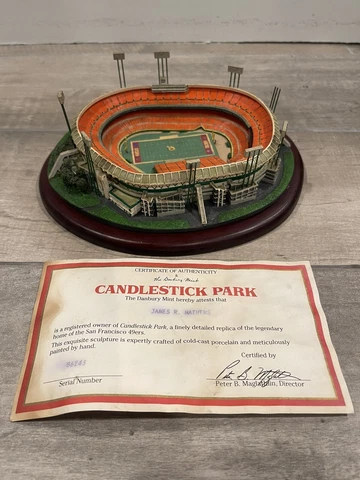 CERTIFICATE OF AUTHENTICITY
the Danbury Mint
CANDLESTICK PARK
The Danbury Mint hereby attests that
JAMES R.
is a registered owner of Candlestick Park, a finely detailed replica of the legendary
home of the San Francisco 49ers.
This exquisite sculpture is expertly crafted of cold-cast porcelain and meticulously
painted by hand.
Certified by
Serial Number
Peter B. Maglathlin, Director